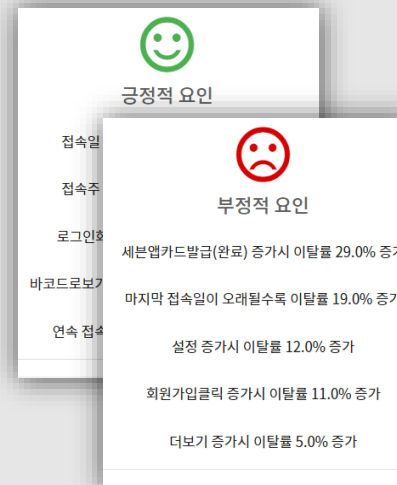 긍정적 요인
접속일
접속주
로그인
바코드로보기
연속 접속
부정적 요인
세븐앱카드발급(완료) 증가시 이탈률 29.0% 증가
마지막 접속일이 오래될수록 이탈률 19.0% 증가
설정 증가시 이탈률 12.0% 증가
회원가입클릭 증가시 이탈률 11.0% 증가
더보기 증가시 이탈률 5.0% 증가